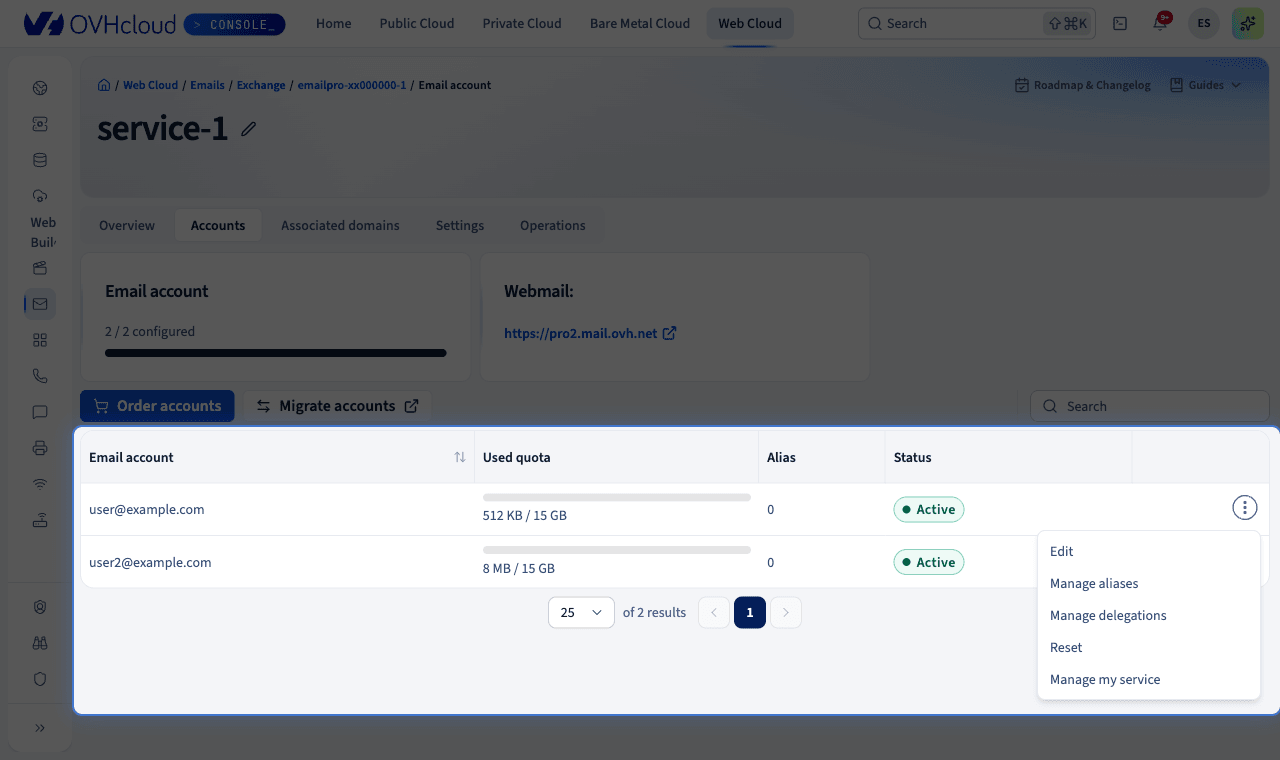 OVHcloud > CONSOLE_ Home Public Cloud Private Cloud Bare Metal Cloud Web Cloud Search ⇧⌘K 9+ ES
/ Web Cloud / Emails / Exchange / emailpro-xx000000-1 / Email account Roadmap & Changelog Guides
service-1
Web
Buil
Overview Accounts Associated domains Settings Operations
Email account Webmail:
2 / 2 configured https://pro2.mail.ovh.net
Order accounts Migrate accounts Search
Email account Used quota Alias Status
user@example.com 512 KB / 15 GB 0 Active
user2@example.com 8 MB / 15 GB 0 Active
Edit
Manage aliases
Manage delegations
Reset
Manage my service
25 of 2 results 1